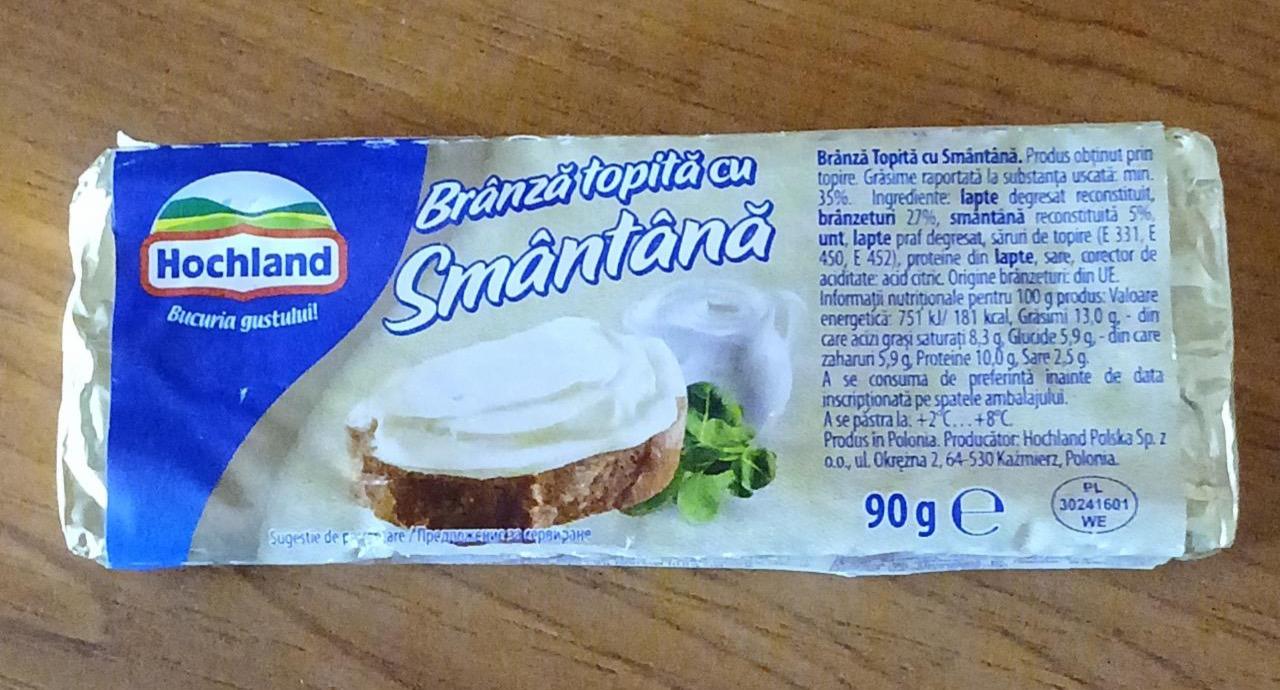 Hochland
Bucuria gustului!
Brânză topită cu
Smântână
Sugestie de / Предложение за сервиране
Brânză Topită cu Smântână. Produs obținut prin
topire. Grăsime raportată la substanța uscată: min.
35%. Ingrediente: lapte degresat reconstituit,
brânzeturi 27%, smântână reconstituită 5%,
unt, lapte praf degresat, săruri de topire (E 331, E
450, E 452), proteine din lapte, sare, corector de
aciditate: acid citric. Origine brânzeturi: din UE.
Informații nutriționale pentru 100 g produs: Valoare
energetică: 751 kJ/ 181 kcal, Grăsimi 13,0 g, - din
care acizi grași saturați 8,3 g, Glucide 5,9 g, - din care
zaharuri 5,9 g, Proteine 10,0 g, Sare 2,5 g.
A se consuma de preferință înainte de data
inscripționată pe spatele ambalajului.
A se păstra la: +2°C...+8°C.
Produs în Polonia. Producător: Hochland Polska Sp. z
o.o., ul. Okrężna 2, 64-530 Kaźmierz, Polonia.
90 g e
PL
30241601
WE